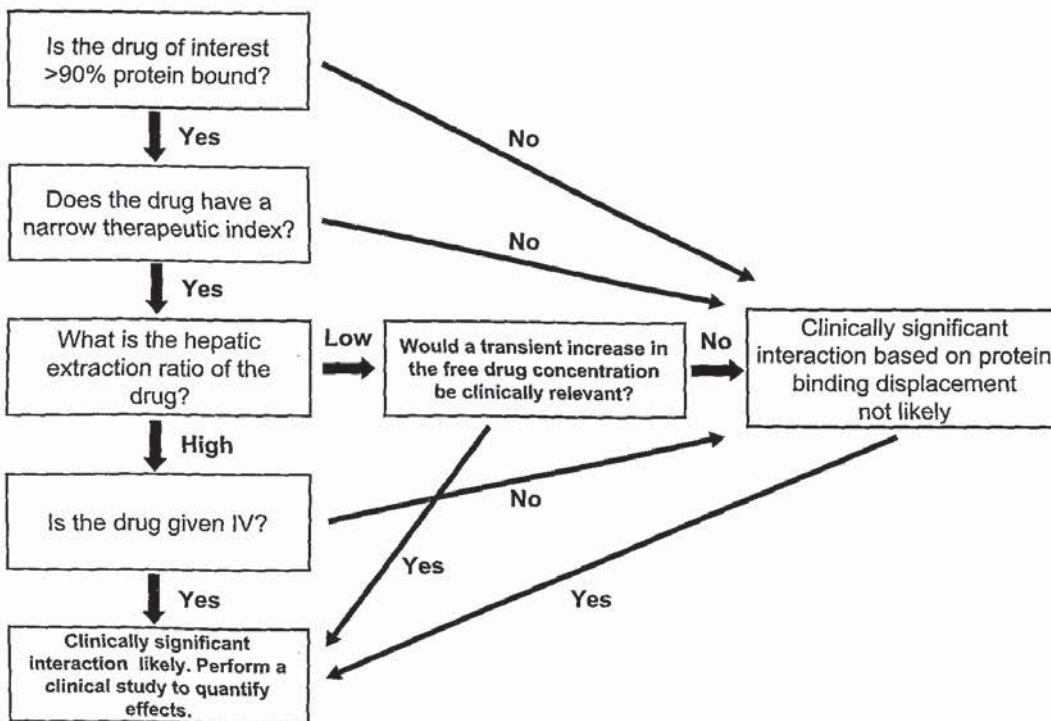 Is the drug of interest
>90% protein bound?
No
Yes
Does the drug have a
narrow therapeutic index?
No
Yes
What is the hepatic
extraction ratio of the
drug?
Low
Would a transient increase in
the free drug concentration
be clinically relevant?
No
Clinically significant
interaction based on protein
binding displacement
not likely
High
Is the drug given IV?
No
Yes
Yes
Yes
Clinically significant
interaction likely. Perform a
clinical study to quantify
effects.